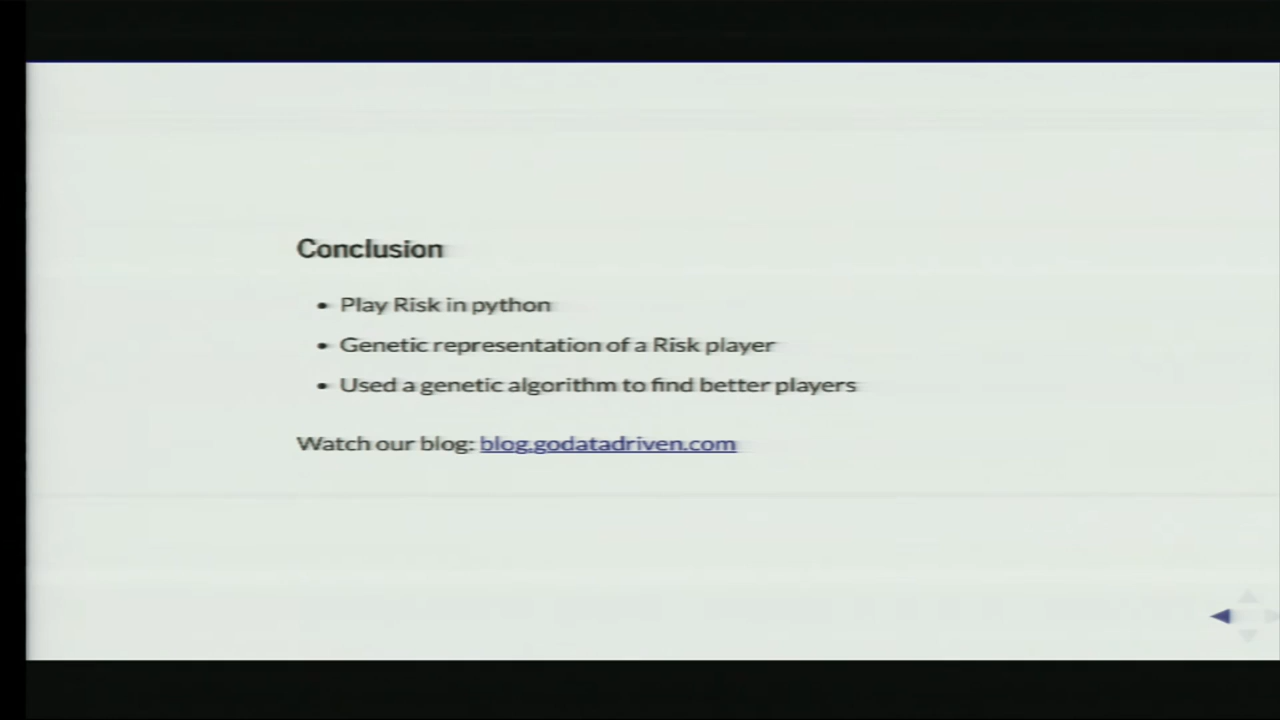 Conclusion
• Play Risk in python
• Genetic representation of a Risk player
• Used a genetic algorithm to find better players
Watch our blog: blog.godatadriven.com